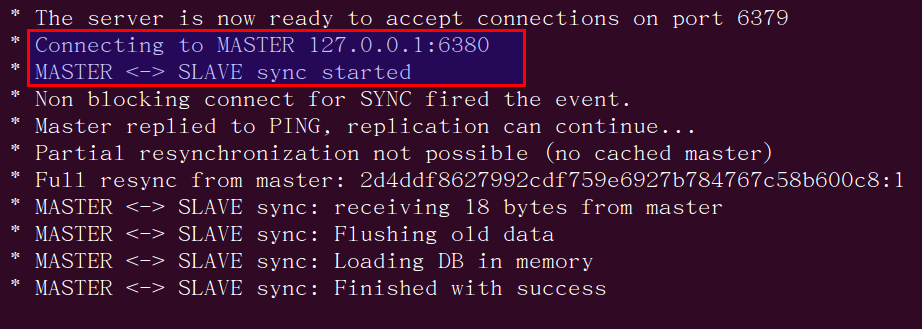 * The server is now ready to accept connections on port 6379
* Connecting to MASTER 127.0.0.1:6380
* MASTER <-> SLAVE sync started
* Non blocking connect for SYNC fired the event.
* Master replied to PING, replication can continue...
* Partial resynchronization not possible (no cached master)
* Full resync from master: 2d4ddf8627992cdf759e6927b784767c58b600c8:1
* MASTER <-> SLAVE sync: receiving 18 bytes from master
* MASTER <-> SLAVE sync: Flushing old data
* MASTER <-> SLAVE sync: Loading DB in memory
* MASTER <-> SLAVE sync: Finished with success